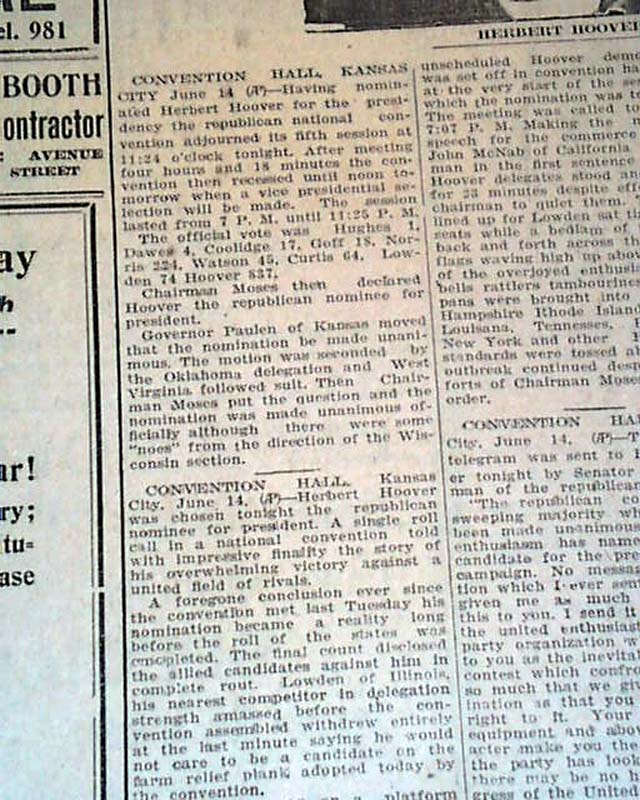 el. 981
BOOTH
ontractor
AVENUE
STREET
ay
h
--
ar!
ry;
tu-
ase
HERBERT HOOVER
CONVENTION HALL, KANSAS
CITY June 14 (AP)—Having nomin-
ated Herbert Hoover for the presi-
dency the republican national con-
vention adjourned its fifth session at
11:24 o'clock tonight. After meeting
four hours and 18 minutes the con-
vention then recessed until noon to-
morrow when a vice presidential se-
lection will be made. The session
lasted from 7 P. M. until 11:25 P. M.
The official vote was Hughes 1,
Dawes 4, Coolidge 17, Goff 18, Nor-
ris 224, Watson 45, Curtis 64, Low-
den 74 Hoover 837.
Chairman Moses then declared
Hoover the republican nominee for
president.
Governor Paulen of Kansas moved
that the nomination be made unani-
mous. The motion was seconded by
the Oklahoma delegation and West
Virginia followed suit. Then Chair-
man Moses put the question and the
nomination was made unanimous of-
ficially although there were some
"noes" from the direction of the Wis-
consin section.
CONVENTION HALL, Kansas
City, June 14, (AP)—Herbert Hoover
was chosen tonight the republican
nominee for president. A single roll
call in a national convention told
with impressive finality the story of
his overwhelming victory against a
united field of rivals.
A foregone conclusion ever since
the convention met last Tuesday his
nomination became a reality long
before the roll of the states was
completed. The final count disclosed
the allied candidates against him in
complete rout. Lowden of Illinois,
his nearest competitor in delegation
strength amassed before the con-
vention assembled withdrew entirely
at the last minute saying he would
not care to be a candidate on the
farm relief plank adopted today by
the convention.
platform
unscheduled Hoover demo
was set off in convention ha
at the very start of the se
which the nomination was to
The meeting was called to
7:07 P. M. Making the n
speech for the commerce
John McNab of California
man in the first sentence
Hoover delegates stood and
for 23 minutes despite eff
chairman to quiet them.
lined up for Lowden sat th
seats while a bedlam of
back and forth across th
flags waving high up above
of the overjoyed enthusi
bells rattlers tambourines
pans were brought into
Hampshire Rhode Island
Louisana, Tennesses,
New York and other H
standards were tossed a
outbreak continued desp
forts of Chairman Mose
order.
CONVENTION HA
City, June 14, (AP)—T
telegram was sent to H
er tonight by Senator
man of the republican
"The republican co
sweeping majority wh
been made unanimous
enthusiasm has name
candidate for the pre
campaign. No messag
tion which I ever sen
given me as much
this to you. I send it
the united enthusiast
party organization w
to you as the inevitat
contest which confro
so much that we giv
ination as that you
right to it. Your
equipment and abov
acter make you the
the party has look
there may be no h
gress of the United